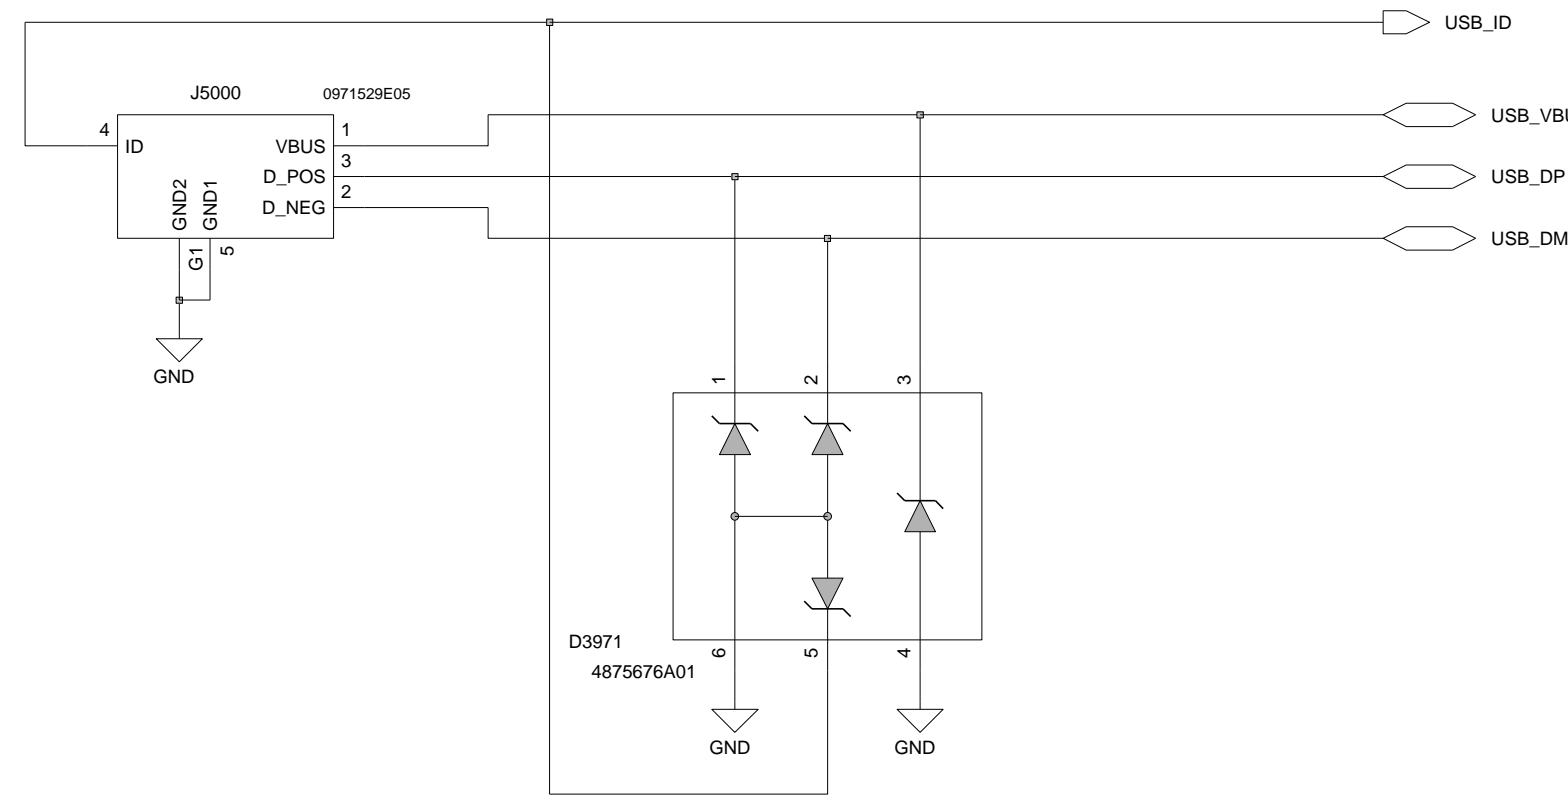 USB_ID
J5000
0971529E05
4
ID
VBUS
1
USB_VBU
D_POS
3
USB_DP
D_NEG
2
USB_DM
GND2
GND1
G1
5
GND
1
2
3
D3971
4875676A01
6
5
4
GND
GND